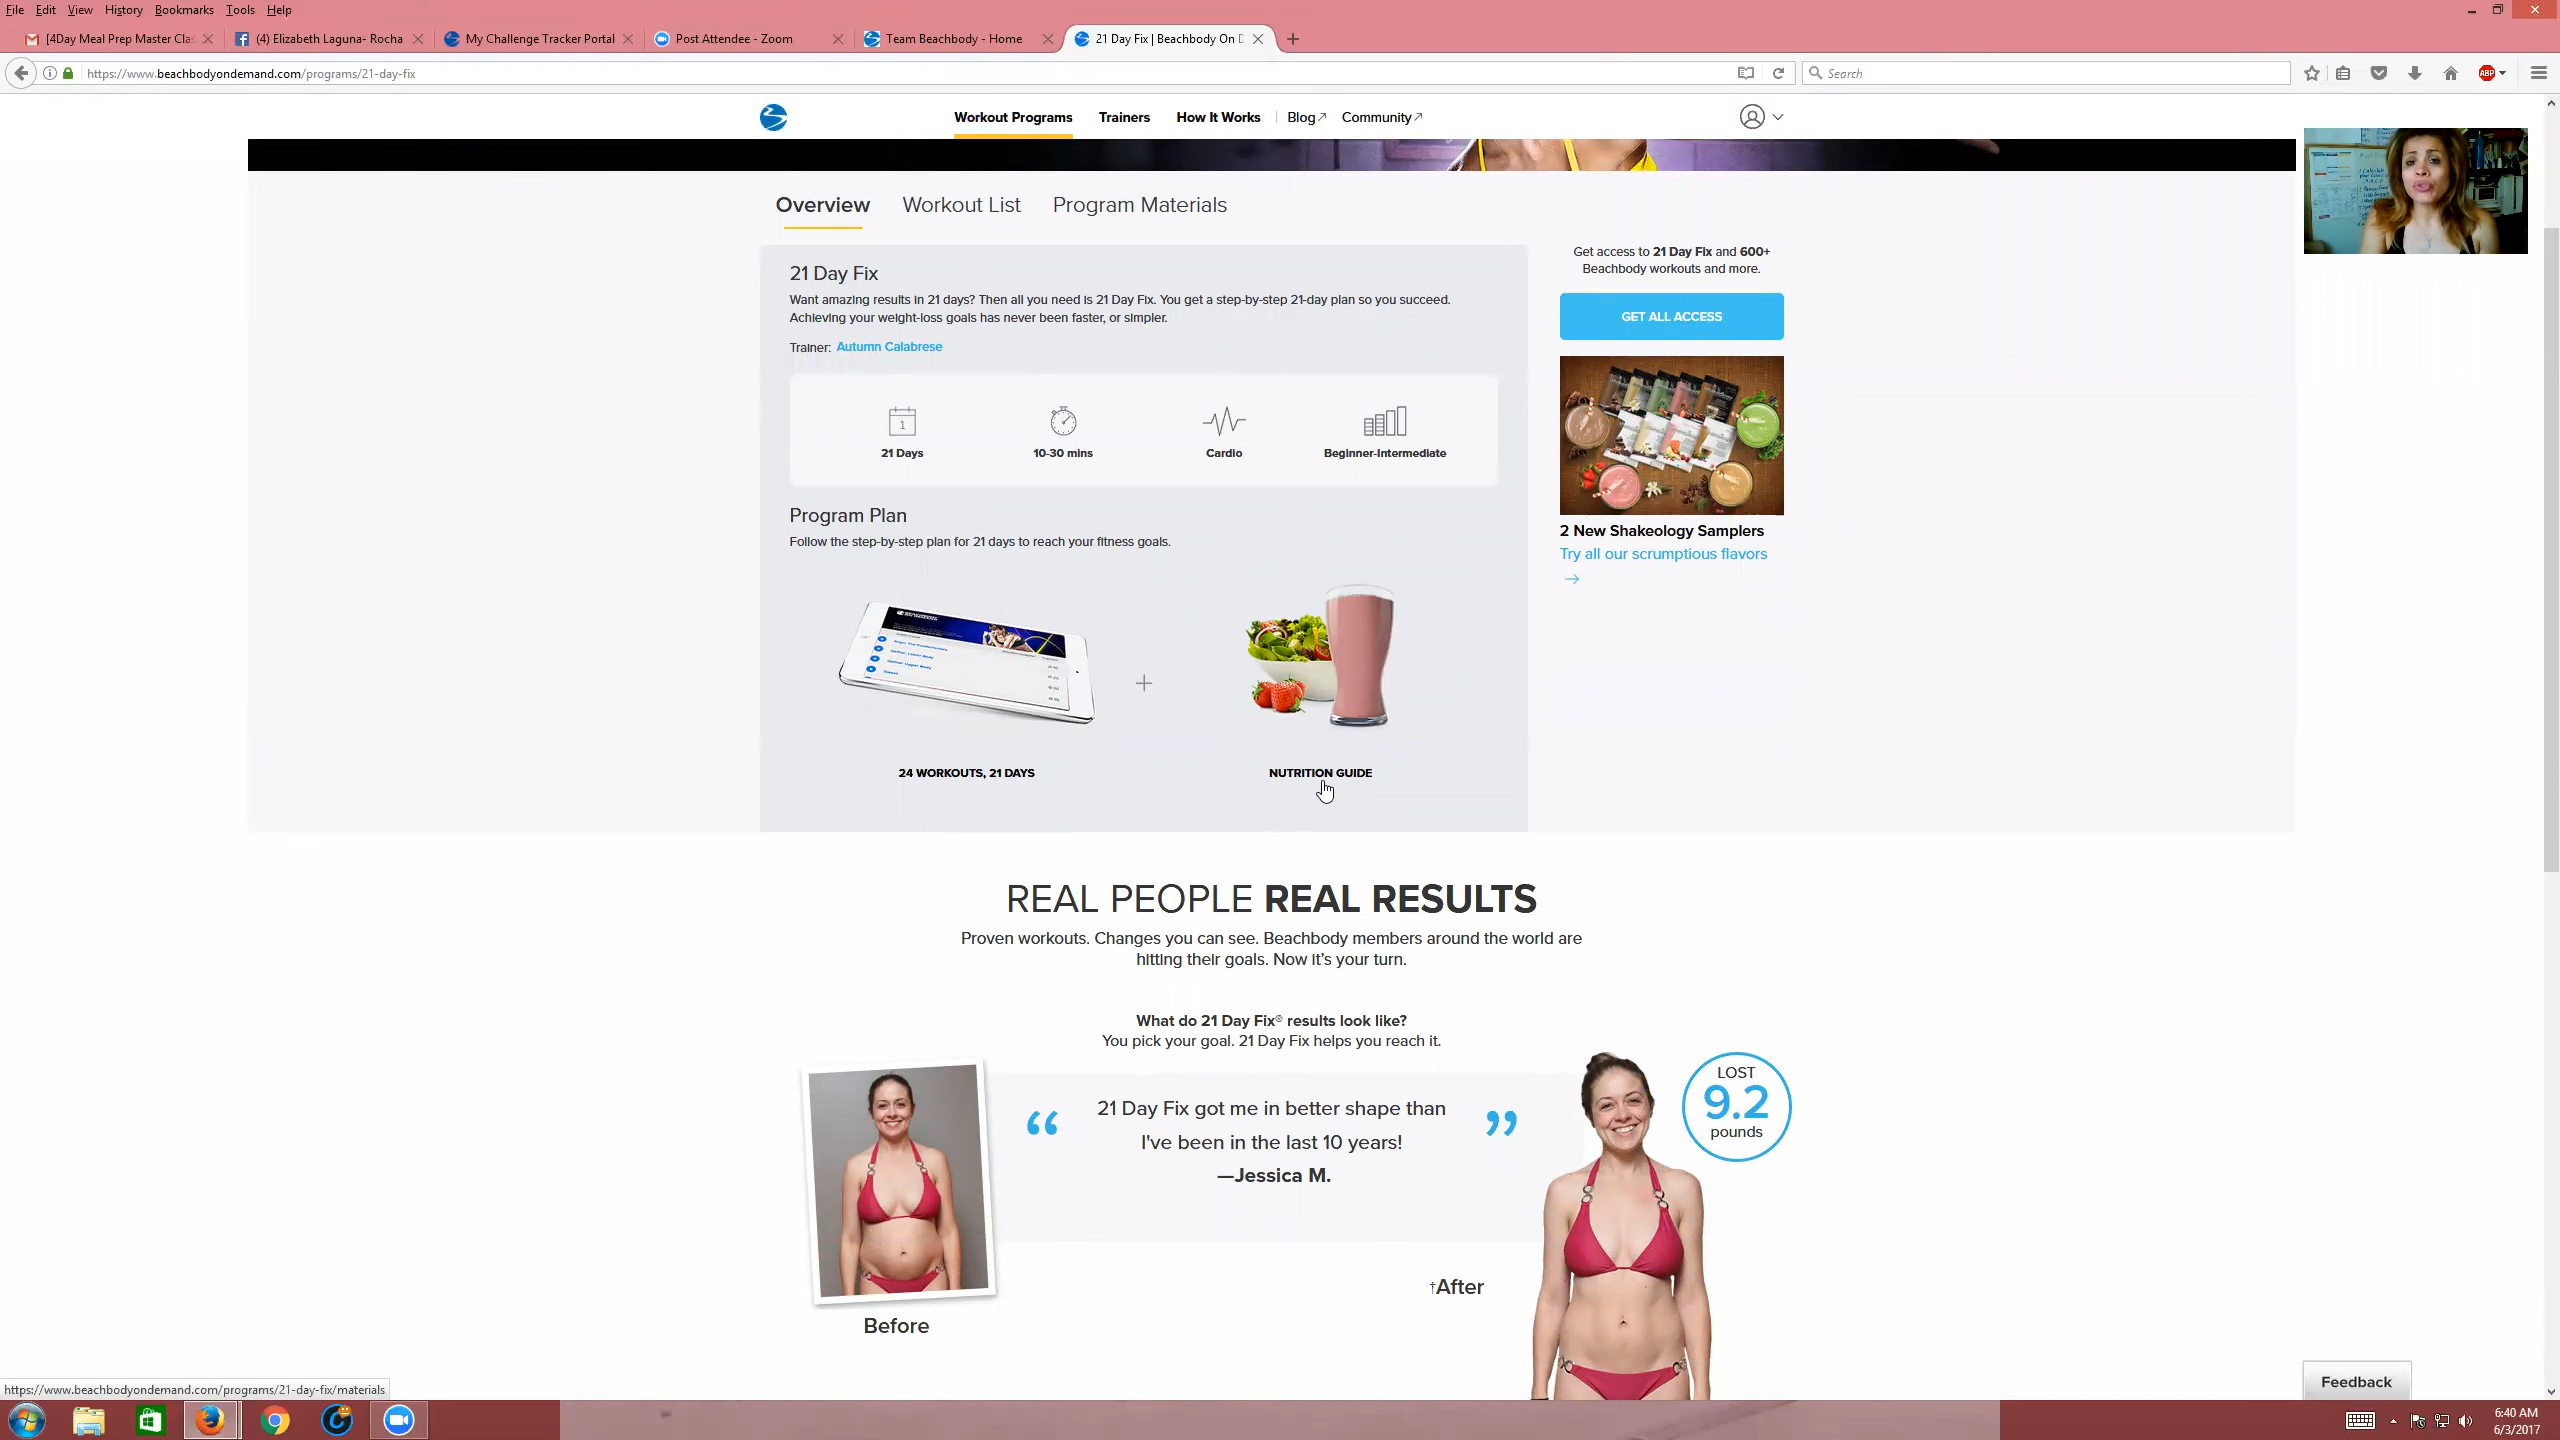 File Edit View History Bookmarks Tools Help
[4Day Meal Prep Master Cla
(4) Elizabeth Laguna- Rocha
My Challenge Tracker Portal
Post Attendee - Zoom
Team Beachbody - Home
21 Day Fix | Beachbody On D
https://www.beachbodyondemand.com/programs/21-day-fix
Search
ABP
Workout Programs Trainers How It Works Blog Community
Overview Workout List Program Materials
21 Day Fix
Want amazing results in 21 days? Then all you need is 21 Day Fix. You get a step-by-step 21-day plan so you succeed.
Achieving your weight-loss goals has never been faster, or simpler.
Trainer: Autumn Calabrese
1
21 Days 10-30 mins Cardio Beginner-Intermediate
Program Plan
Follow the step-by-step plan for 21 days to reach your fitness goals.
24 WORKOUTS, 21 DAYS
NUTRITION GUIDE
Get access to 21 Day Fix and 600+
Beachbody workouts and more.
GET ALL ACCESS
2 New Shakeology Samplers
Try all our scrumptious flavors
REAL PEOPLE REAL RESULTS
Proven workouts. Changes you can see. Beachbody members around the world are
hitting their goals. Now it's your turn.
What do 21 Day Fix® results look like?
You pick your goal. 21 Day Fix helps you reach it.
“ 21 Day Fix got me in better shape than
I've been in the last 10 years! ”
—Jessica M.
LOST
9.2
pounds
†After
Before
Feedback
https://www.beachbodyondemand.com/programs/21-day-fix/materials
6:40 AM
6/3/2017